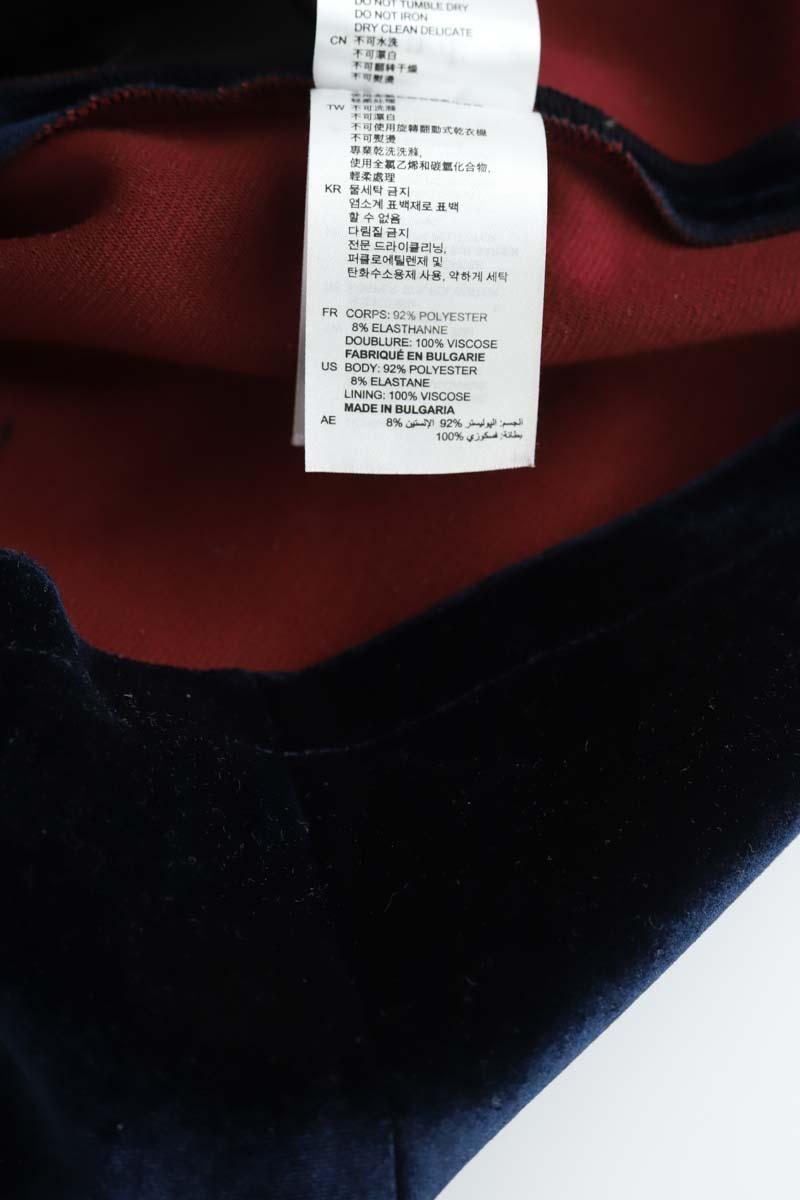 DO NOT TUMBLE DRY
DO NOT IRON
DRY CLEAN DELICATE
CN 不可水洗
不可漂白
不可翻转干燥
不可熨烫
TW 不可洗滌
不可漂白
不可使用旋轉翻動式乾衣機
不可熨燙
專業乾洗洗滌,
使用全氯乙烯和碳氫化合物,
輕柔處理
KR 물세탁 금지
염소계 표백제로 표백
할 수 없음
다림질 금지
전문 드라이클리닝,
퍼클로에틸렌제 및
탄화수소용제 사용, 약하게 세탁
FR CORPS: 92% POLYESTER
8% ELASTHANNE
DOUBLURE: 100% VISCOSE
FABRIQUÉ EN BULGARIE
US BODY: 92% POLYESTER
8% ELASTANE
LINING: 100% VISCOSE
MADE IN BULGARIA
AE الجسم: البوليستر %92 الإلستين %8
بطانة: فسكوزي %100